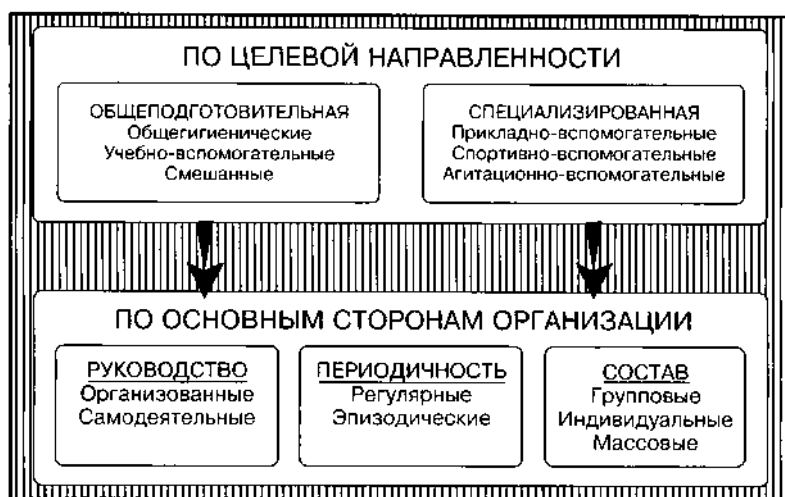 ПО ЦЕЛЕВОЙ НАПРАВЛЕННОСТИ
ОБЩЕПОДГОТОВИТЕЛЬНАЯ
Общегигиенические
Учебно-вспомогательные
Смешанные
СПЕЦИАЛИЗИРОВАННАЯ
Прикладно-вспомогательные
Спортивно-вспомогательные
Агитационно-вспомогательные
ПО ОСНОВНЫМ СТОРОНАМ ОРГАНИЗАЦИИ
РУКОВОДСТВО
Организованные
Самодеятельные
ПЕРИОДИЧНОСТЬ
Регулярные
Эпизодические
СОСТАВ
Групповые
Индивидуальные
Массовые